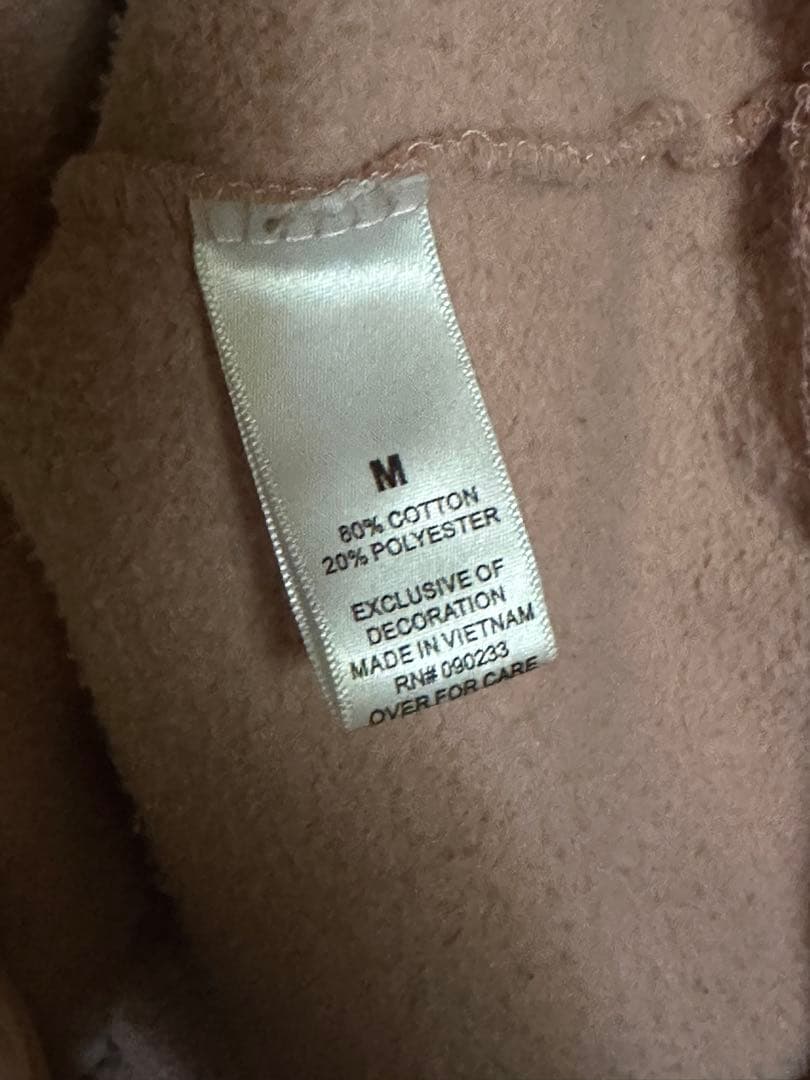 M
80% COTTON
20% POLYESTER
EXCLUSIVE OF
DECORATION
MADE IN VIETNAM
RN# 090233
OVER FOR CARE